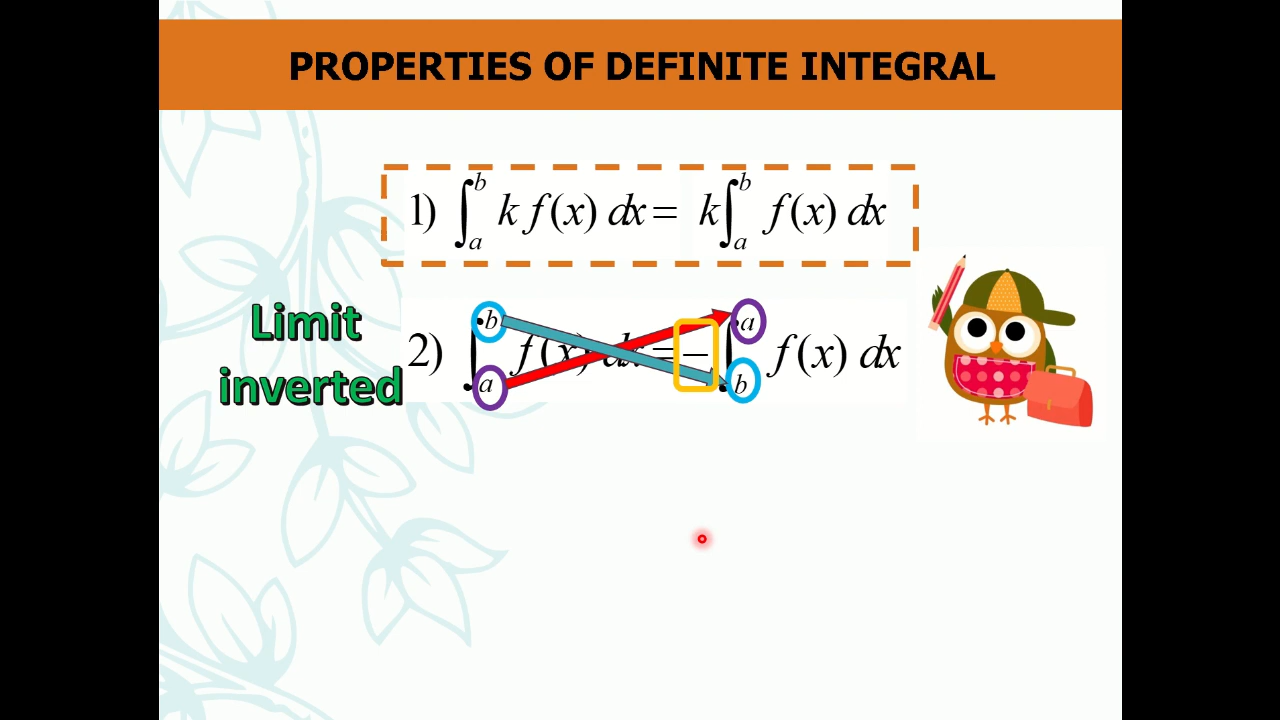 PROPERTIES OF DEFINITE INTEGRAL
1) ∫_a^b k f(x) dx = k∫_a^b f(x) dx
Limit
inverted
2) ∫_a^b f(x) dx = − ∫_b^a f(x) dx